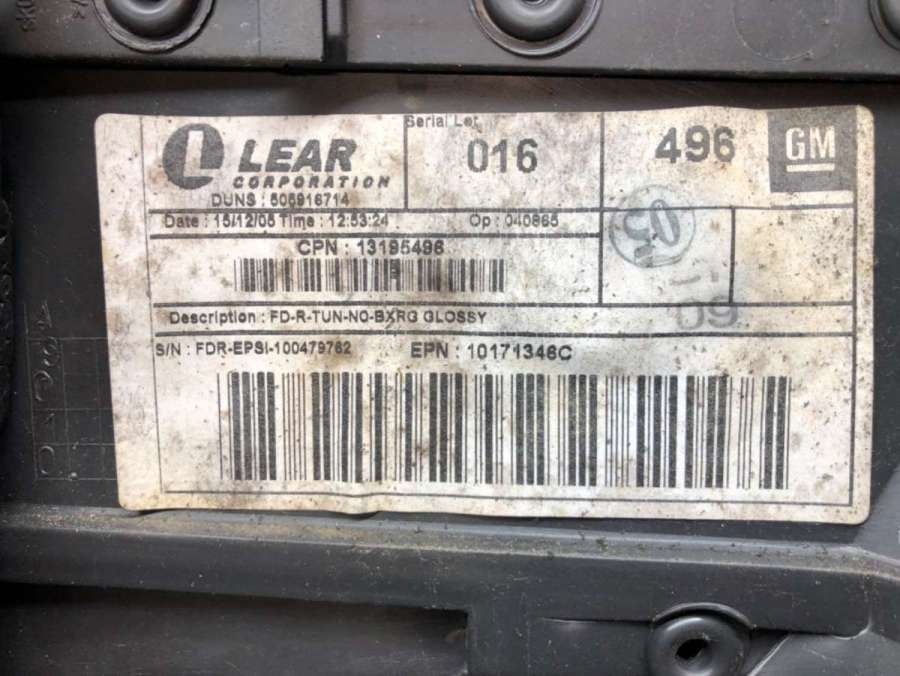 LEAR
CORPORATION
DUNS : 505916714
Serial Lot
016
496
GM
Date : 15/12/05 Time : 12:53:24 Op : 040865
CPN : 13195496
05
09
Description : FD-R-TUN-NO-BXRG GLOSSY
S/N : FDR-EPSI-100479762 EPN : 10171346C